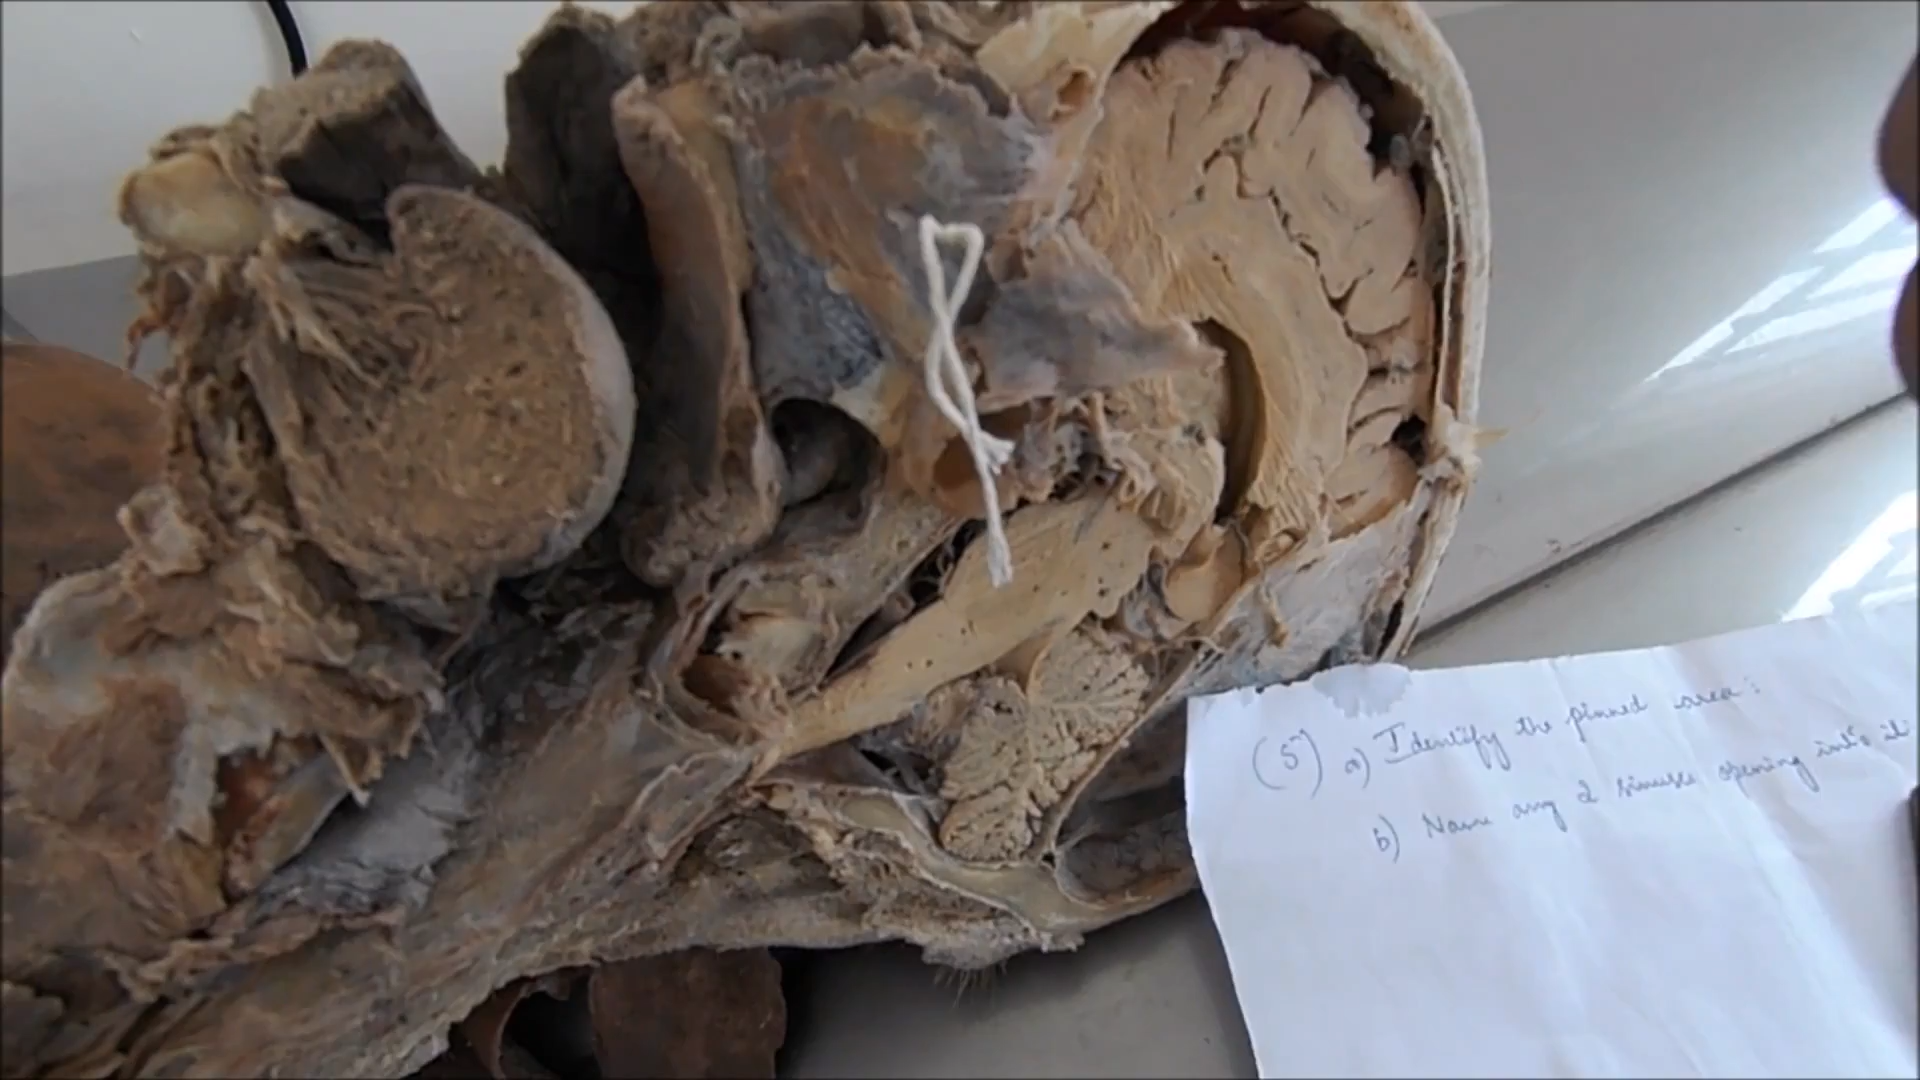 (5) a) Identify the pinned area:
b) Name any 2 sinuses opening into it